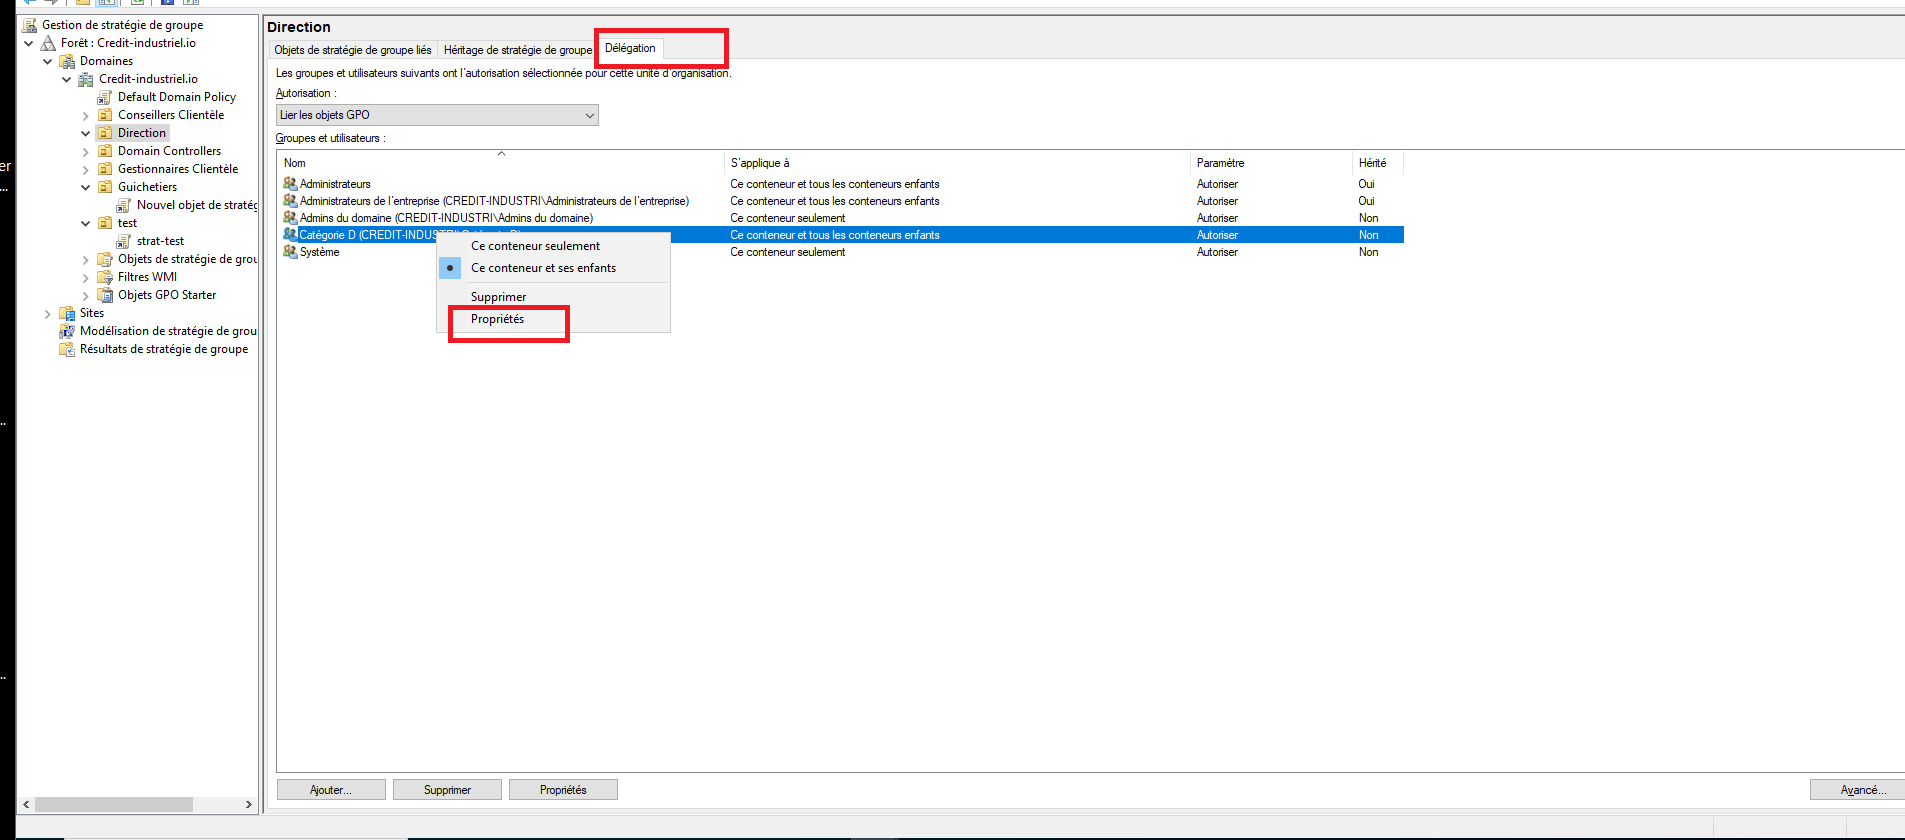 Gestion de stratégie de groupe
Forêt : Credit-industriel.io
Domaines
Credit-industriel.io
Default Domain Policy
Conseillers Clientèle
Direction
Domain Controllers
Gestionnaires Clientèle
Guichetiers
Nouvel objet de stratég
test
strat-test
Objets de stratégie de grou
Filtres WMI
Objets GPO Starter
Sites
Modélisation de stratégie de grou
Résultats de stratégie de groupe
er
...
...
...
Direction
Objets de stratégie de groupe liés Héritage de stratégie de groupe Délégation
Les groupes et utilisateurs suivants ont l'autorisation sélectionnée pour cette unité d'organisation.
Autorisation :
Lier les objets GPO
Groupes et utilisateurs :
Nom S'applique à Paramètre Hérité
Administrateurs Ce conteneur et tous les conteneurs enfants Autoriser Oui
Administrateurs de l'entreprise (CREDIT-INDUSTRI\Administrateurs de l'entreprise) Ce conteneur et tous les conteneurs enfants Autoriser Oui
Admins du domaine (CREDIT-INDUSTRI\Admins du domaine) Ce conteneur seulement Autoriser Non
Catégorie D (CREDIT-INDUSTRI\Catégorie D) Ce conteneur et tous les conteneurs enfants Autoriser Non
Système Ce conteneur seulement Autoriser Non
Ce conteneur seulement
Ce conteneur et ses enfants
Supprimer
Propriétés
Ajouter... Supprimer Propriétés Avancé...